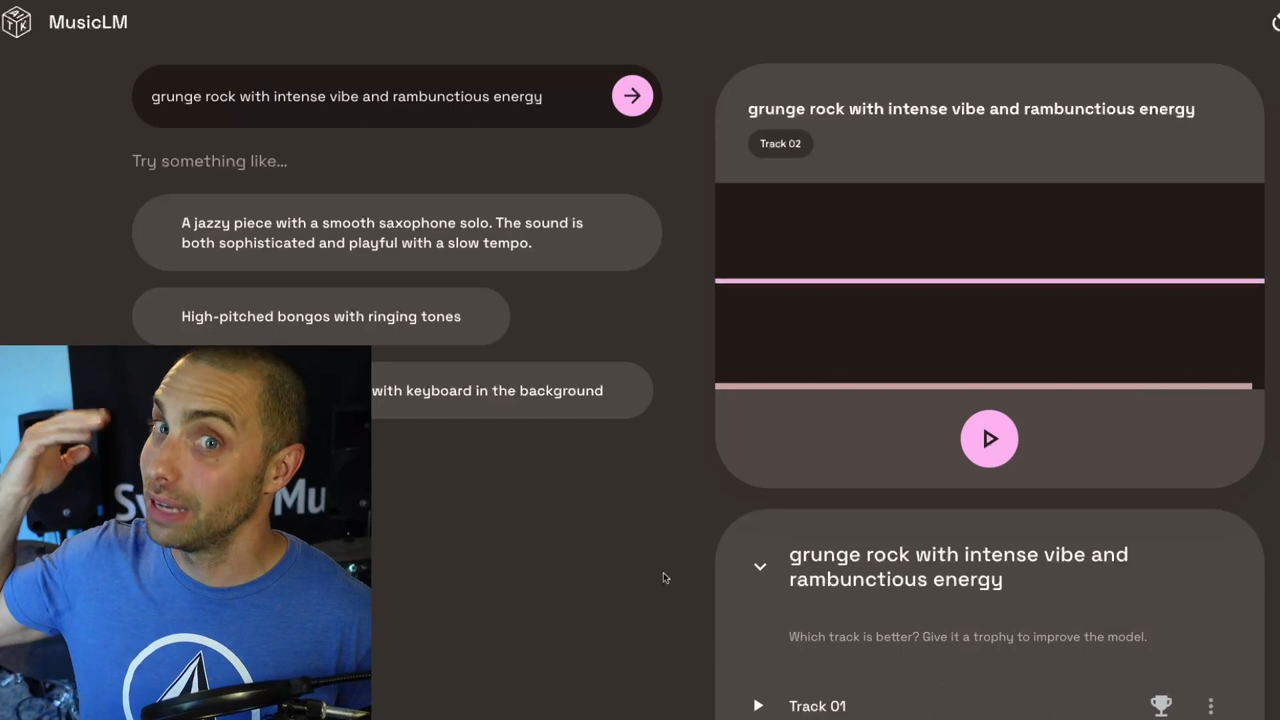 MusicLM
grunge rock with intense vibe and rambunctious energy
Try something like...
A jazzy piece with a smooth saxophone solo. The sound is
both sophisticated and playful with a slow tempo.
High-pitched bongos with ringing tones
with keyboard in the background
grunge rock with intense vibe and rambunctious energy
Track 02
grunge rock with intense vibe and
rambunctious energy
Which track is better? Give it a trophy to improve the model.
Track 01